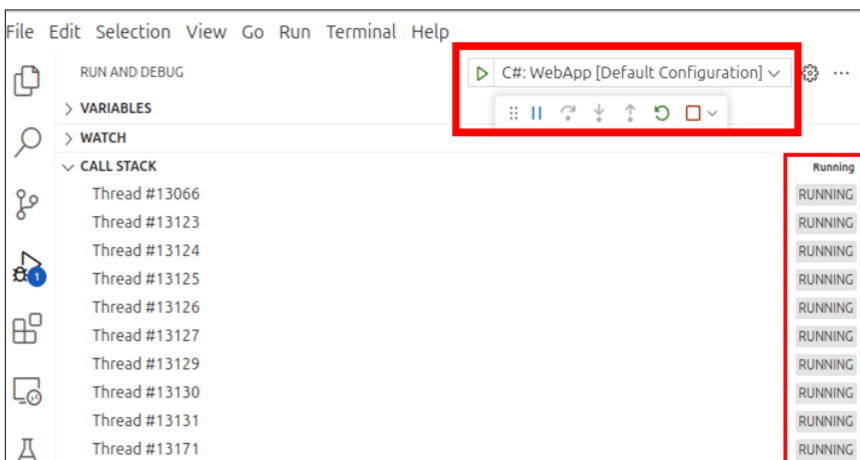 File Edit Selection View Go Run Terminal Help
RUN AND DEBUG
C#: WebApp [Default Configuration]
VARIABLES
WATCH
CALL STACK
Running
Thread #13066 RUNNING
Thread #13123 RUNNING
Thread #13124 RUNNING
1
Thread #13125 RUNNING
Thread #13126 RUNNING
Thread #13127 RUNNING
Thread #13129 RUNNING
Thread #13130 RUNNING
Thread #13131 RUNNING
Thread #13171 RUNNING